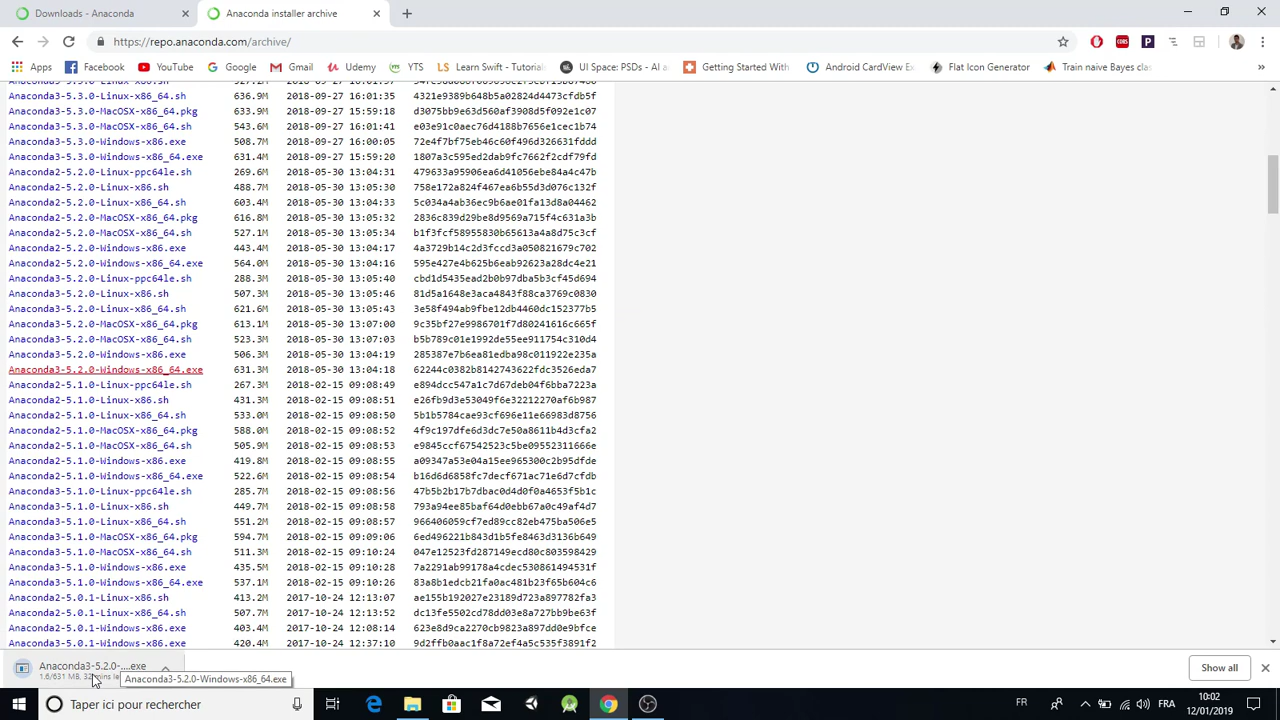 Downloads - Anaconda
Anaconda installer archive
https://repo.anaconda.com/archive/
Apps Facebook YouTube Google Gmail Udemy YTS Learn Swift - Tutorial UI Space: PSDs - AI a Getting Started With Android CardView Ex Flat Icon Generator Train naive Bayes clas »
Anaconda3-5.3.0-Linux-x86_64.sh 636.9M 2018-09-27 16:01:35 4321e9389b648b5a02824d4473cfdb5f
Anaconda3-5.3.0-MacOSX-x86_64.pkg 633.9M 2018-09-27 15:59:18 d3075bb9e63d560af3908d5f092e1c07
Anaconda3-5.3.0-MacOSX-x86_64.sh 543.6M 2018-09-27 16:01:41 e03e91c0aec76d4188b7656e1cec1b74
Anaconda3-5.3.0-Windows-x86.exe 508.7M 2018-09-27 16:00:05 72e4f7bf75eb46c60f496d326631fddd
Anaconda3-5.3.0-Windows-x86_64.exe 631.4M 2018-09-27 15:59:20 1807a3c595ed2dab9fc7662f2cdf79fd
Anaconda2-5.2.0-Linux-ppc64le.sh 269.6M 2018-05-30 13:04:31 479633a95906ea6d41056ebe84a4c47b
Anaconda2-5.2.0-Linux-x86.sh 488.7M 2018-05-30 13:05:30 758e172a824f467ea6b55d3d076c132f
Anaconda2-5.2.0-Linux-x86_64.sh 603.4M 2018-05-30 13:04:33 5c034a4ab36ec9b6ae01fa13d8a04462
Anaconda2-5.2.0-MacOSX-x86_64.pkg 616.8M 2018-05-30 13:05:32 2836c839d29be8d9569a715f4c631a3b
Anaconda2-5.2.0-MacOSX-x86_64.sh 527.1M 2018-05-30 13:05:34 b1f3fcf58955830b65613a4a8d75c3cf
Anaconda2-5.2.0-Windows-x86.exe 443.4M 2018-05-30 13:04:17 4a3729b14c2d3fccd3a050821679c702
Anaconda2-5.2.0-Windows-x86_64.exe 564.0M 2018-05-30 13:04:16 595e427e4b625b6eab92623a28dc4e21
Anaconda3-5.2.0-Linux-ppc64le.sh 288.3M 2018-05-30 13:05:40 cbd1d5435ead2b0b97dba5b3cf45d694
Anaconda3-5.2.0-Linux-x86.sh 507.3M 2018-05-30 13:05:46 81d5a1648e3aca4843f88ca3769c0830
Anaconda3-5.2.0-Linux-x86_64.sh 621.6M 2018-05-30 13:05:43 3e58f494ab9fbe12db4460dc152377b5
Anaconda3-5.2.0-MacOSX-x86_64.pkg 613.1M 2018-05-30 13:07:00 9c35bf27e9986701f7d80241616c665f
Anaconda3-5.2.0-MacOSX-x86_64.sh 523.3M 2018-05-30 13:07:03 b5b789c01e1992de55ee911754c310d4
Anaconda3-5.2.0-Windows-x86.exe 506.3M 2018-05-30 13:04:19 285387e7b6ea81edba98c011922e235a
Anaconda3-5.2.0-Windows-x86_64.exe 631.3M 2018-05-30 13:04:18 62244c0382b8142743622fdc3526eda7
Anaconda2-5.1.0-Linux-ppc64le.sh 267.3M 2018-02-15 09:08:49 e894dcc547a1c7d67deb04f6bba7223a
Anaconda2-5.1.0-Linux-x86.sh 431.3M 2018-02-15 09:08:51 e26fb9d3e53049f6e32212270af6b987
Anaconda2-5.1.0-Linux-x86_64.sh 533.0M 2018-02-15 09:08:50 5b1b5784cae93cf696e11e66983d8756
Anaconda2-5.1.0-MacOSX-x86_64.pkg 588.0M 2018-02-15 09:08:52 4f9c197dfe6d3dc7e50a8611b4d3cfa2
Anaconda2-5.1.0-MacOSX-x86_64.sh 505.9M 2018-02-15 09:08:53 e9845ccf67542523c5be09552311666e
Anaconda2-5.1.0-Windows-x86.exe 419.8M 2018-02-15 09:08:55 a09347a53e04a15ee965300c2b95dfde
Anaconda2-5.1.0-Windows-x86_64.exe 522.6M 2018-02-15 09:08:54 b16d6d6858fc7decf671ac71e6d7cfdb
Anaconda3-5.1.0-Linux-ppc64le.sh 285.7M 2018-02-15 09:08:56 47b5b2b17b7dbac0d4d0f0a4653f5b1c
Anaconda3-5.1.0-Linux-x86.sh 449.7M 2018-02-15 09:08:58 793a94ee85baf64d0ebb67a0c49af4d7
Anaconda3-5.1.0-Linux-x86_64.sh 551.2M 2018-02-15 09:08:57 966406059cf7ed89cc82eb475ba506e5
Anaconda3-5.1.0-MacOSX-x86_64.pkg 594.7M 2018-02-15 09:09:06 6ed496221b843d1b5fe8463d3136b649
Anaconda3-5.1.0-MacOSX-x86_64.sh 511.3M 2018-02-15 09:10:24 047e12523fd287149ecd80c803598429
Anaconda3-5.1.0-Windows-x86.exe 435.5M 2018-02-15 09:10:28 7a2291ab99178a4cdec530861494531f
Anaconda3-5.1.0-Windows-x86_64.exe 537.1M 2018-02-15 09:10:26 83a8b1edcb21fa0ac481b23f65b604c6
Anaconda2-5.0.1-Linux-x86.sh 413.2M 2017-10-24 12:13:07 ae155b192027e23189d723a897782fa3
Anaconda2-5.0.1-Linux-x86_64.sh 507.7M 2017-10-24 12:13:52 dc13fe5502cd78dd03e8a727bb9be63f
Anaconda2-5.0.1-Windows-x86.exe 403.4M 2017-10-24 12:08:14 623e8d9ca2270cb9823a897dd0e9bfce
Anaconda3-5.0.1-Windows-x86.exe 420.4M 2017-10-24 12:37:10 9d2ffb0aac1f8a72ef4a5c535f3891f2
Anaconda3-5.2.0-....exe
1.6/631 MB,
Anaconda3-5.2.0-Windows-x86_64.exe
Show all
Taper ici pour rechercher
FR
FRA
10:02
12/01/2019